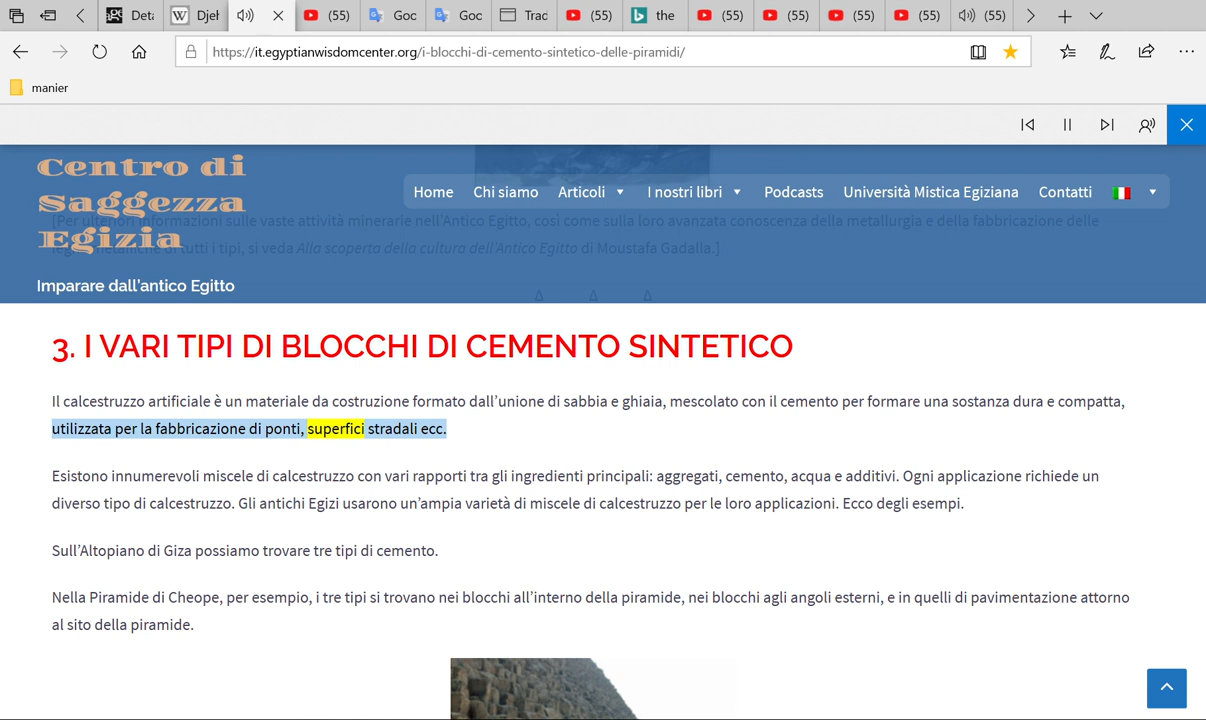 Deta
Djeh
(55)
Goc
Goc
Trac
(55)
the
(55)
(55)
(55)
(55)
(55)
https://it.egyptianwisdomcenter.org/i-blocchi-di-cemento-sintetico-delle-piramidi/
manier
Centro di
Saggezza
Egizia
Home Chi siamo Articoli I nostri libri Podcasts Università Mistica Egiziana Contatti
[Per ulteriori informazioni sulle vaste attività minerarie nell'Antico Egitto, così come sulla loro avanzata conoscenza della metallurgia e della fabbricazione delle
leghe metalliche di tutti i tipi, si veda Alla scoperta della cultura dell'Antico Egitto di Moustafa Gadalla.]
Imparare dall'antico Egitto
Δ Δ Δ
3. I VARI TIPI DI BLOCCHI DI CEMENTO SINTETICO
Il calcestruzzo artificiale è un materiale da costruzione formato dall'unione di sabbia e ghiaia, mescolato con il cemento per formare una sostanza dura e compatta,
utilizzata per la fabbricazione di ponti, superfici stradali ecc.
Esistono innumerevoli miscele di calcestruzzo con vari rapporti tra gli ingredienti principali: aggregati, cemento, acqua e additivi. Ogni applicazione richiede un
diverso tipo di calcestruzzo. Gli antichi Egizi usarono un'ampia varietà di miscele di calcestruzzo per le loro applicazioni. Ecco degli esempi.
Sull'Altopiano di Giza possiamo trovare tre tipi di cemento.
Nella Piramide di Cheope, per esempio, i tre tipi si trovano nei blocchi all'interno della piramide, nei blocchi agli angoli esterni, e in quelli di pavimentazione attorno
al sito della piramide.